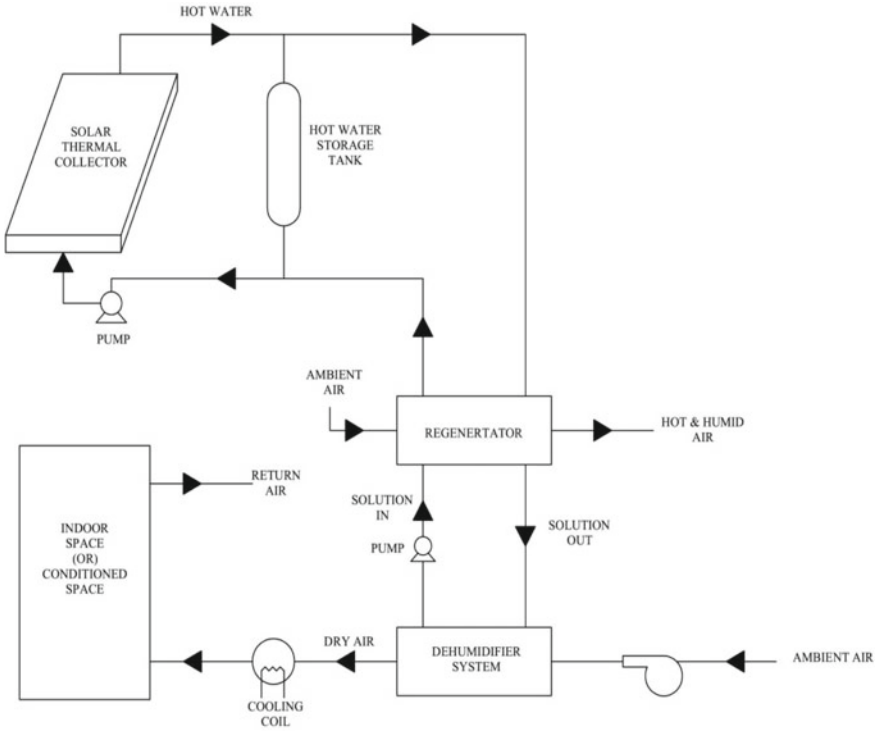 HOT WATER
SOLAR
THERMAL
COLLECTOR
HOT WATER
STORAGE
TANK
PUMP
AMBIENT
AIR
REGENERTATOR
HOT & HUMID
AIR
RETURN
AIR
SOLUTION
IN
PUMP
SOLUTION
OUT
INDOOR
SPACE
(OR)
CONDITIONED
SPACE
DRY AIR
DEHUMIDIFIER
SYSTEM
AMBIENT AIR
COOLING
COIL